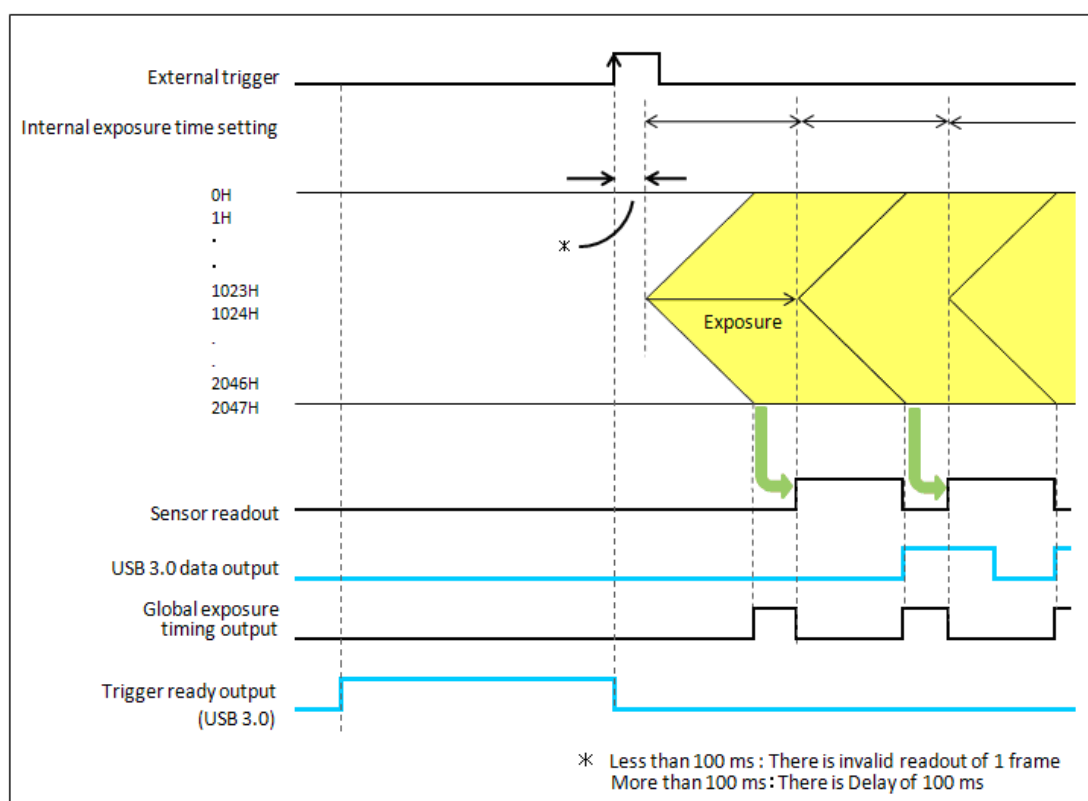 External trigger
Internal exposure time setting
0H
1H
.
.
1023H
1024H
.
.
2046H
2047H
*
Exposure
Sensor readout
USB 3.0 data output
Global exposure
timing output
Trigger ready output
(USB 3.0)
* Less than 100 ms : There is invalid readout of 1 frame
More than 100 ms: There is Delay of 100 ms